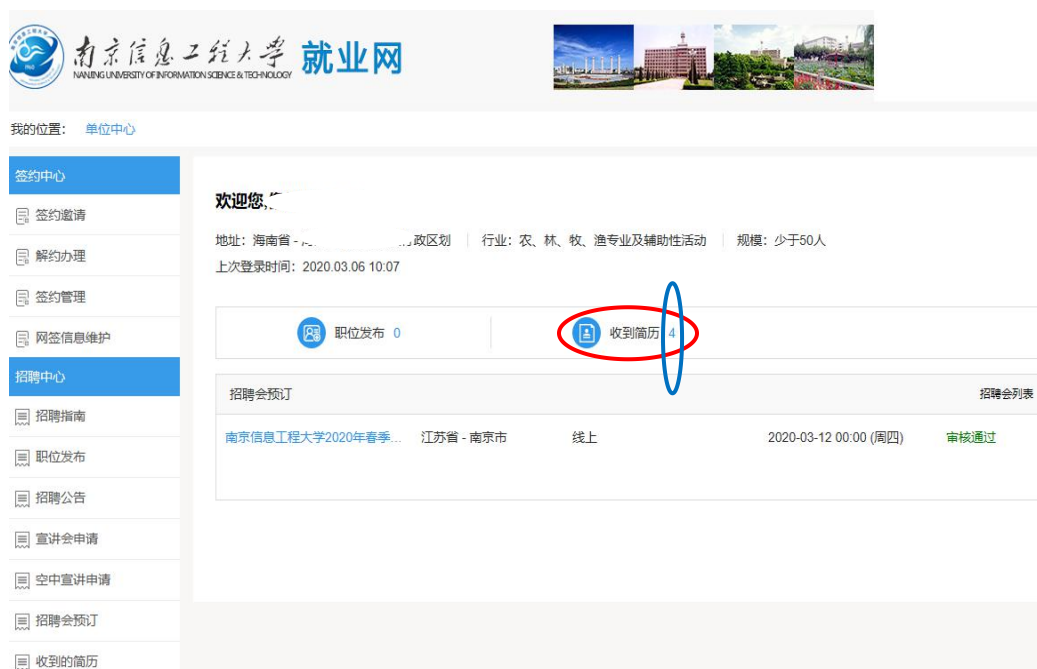 南京信息工程大学 就业网
NANJING UNIVERSITY OF INFORMATION SCIENCE & TECHNOLOGY
我的位置： 单位中心
签约中心
签约邀请
解约办理
签约管理
网签信息维护
招聘中心
招聘指南
职位发布
招聘公告
宣讲会申请
空中宣讲申请
招聘会预订
收到的简历
欢迎您,
地址：海南省 - 政区划 行业：农、林、牧、渔专业及辅助性活动 规模：少于50人
上次登录时间：2020.03.06 10:07
职位发布 0 收到简历 4
招聘会预订 招聘会列表
南京信息工程大学2020年春季... 江苏省 - 南京市 线上 2020-03-12 00:00 (周四) 审核通过